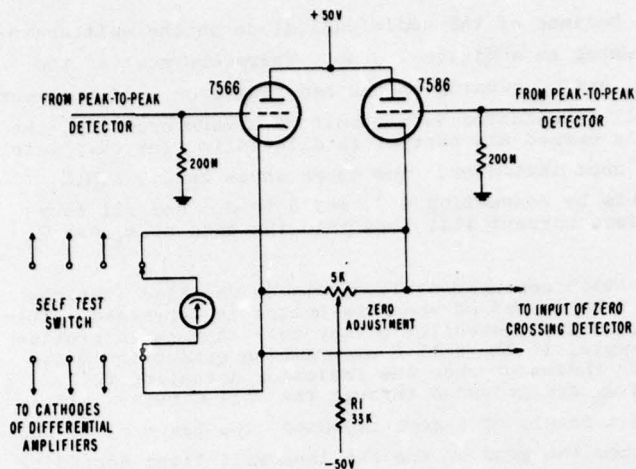 +50V
7566
7586
FROM PEAK-TO-PEAK
DETECTOR
FROM PEAK-TO-PEAK
DETECTOR
200M
200M
5K
SELF TEST
SWITCH
ZERO
ADJUSTMENT
TO INPUT OF ZERO
CROSSING DETECTOR
TO CATHODES
OF DIFFERENTIAL
AMPLIFIERS
R1
33K
-50V